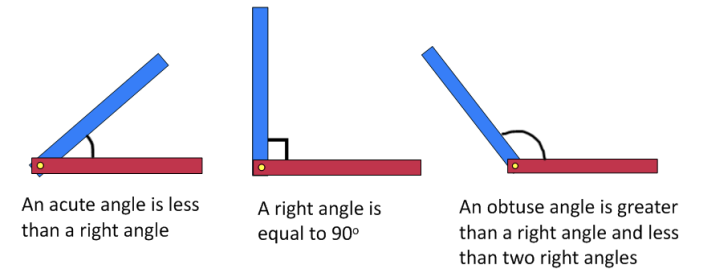 An acute angle is less
than a right angle
A right angle is
equal to 90º
An obtuse angle is greater
than a right angle and less
than two right angles